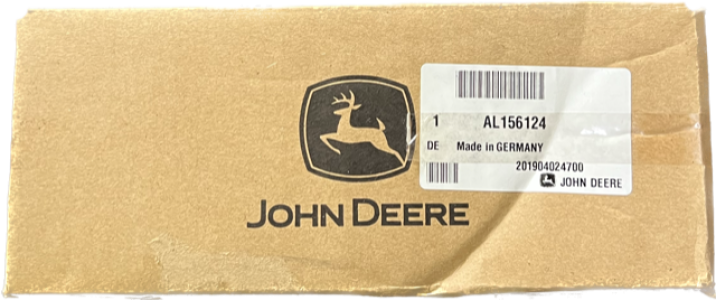 JOHN DEERE
1 AL156124
DE Made in GERMANY
201904024700
JOHN DEERE